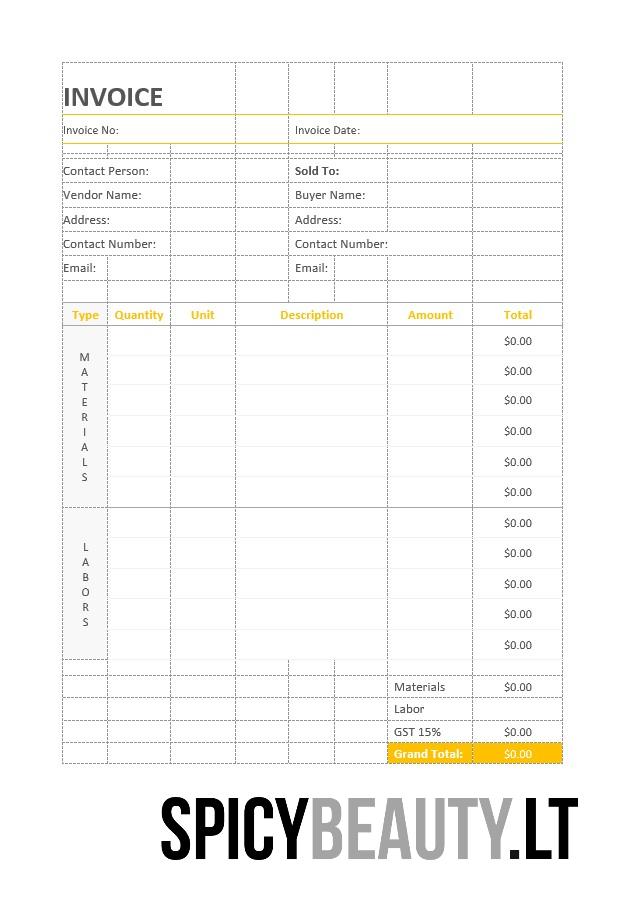 INVOICE
Invoice No: Invoice Date:
Contact Person: Sold To:
Vendor Name: Buyer Name:
Address: Address:
Contact Number: Contact Number:
Email: Email:
Type Quantity Unit Description Amount Total
MATERIALS
$0.00
$0.00
$0.00
$0.00
$0.00
$0.00
LABORS
$0.00
$0.00
$0.00
$0.00
$0.00
Materials $0.00
Labor
GST 15% $0.00
Grand Total: $0.00
SPICYBEAUTY.LT